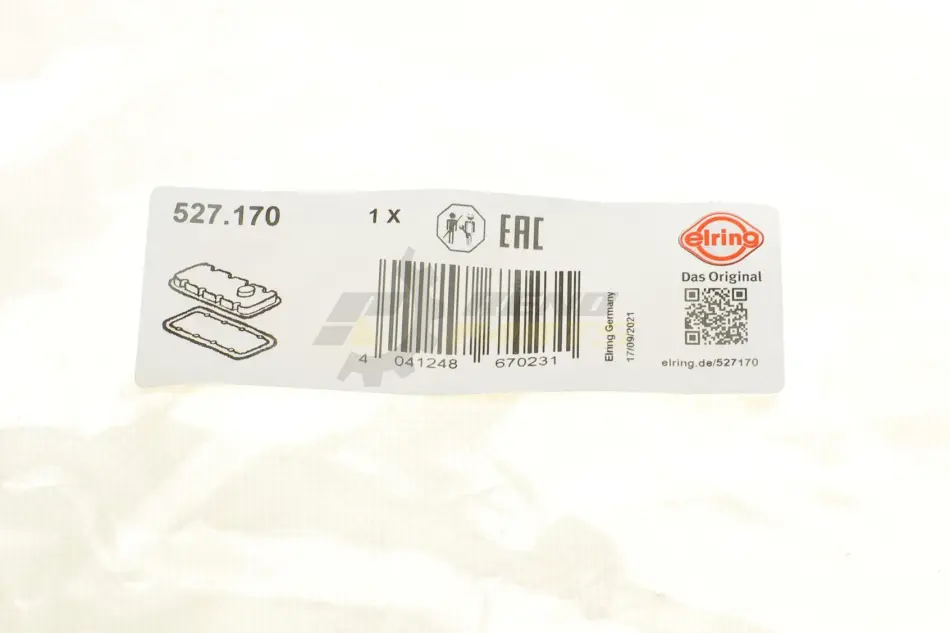 527.170
1 X
EAC
elring
Das Original
4 041248 670231
Elring Germany
17/09/2021
elring.de/527170